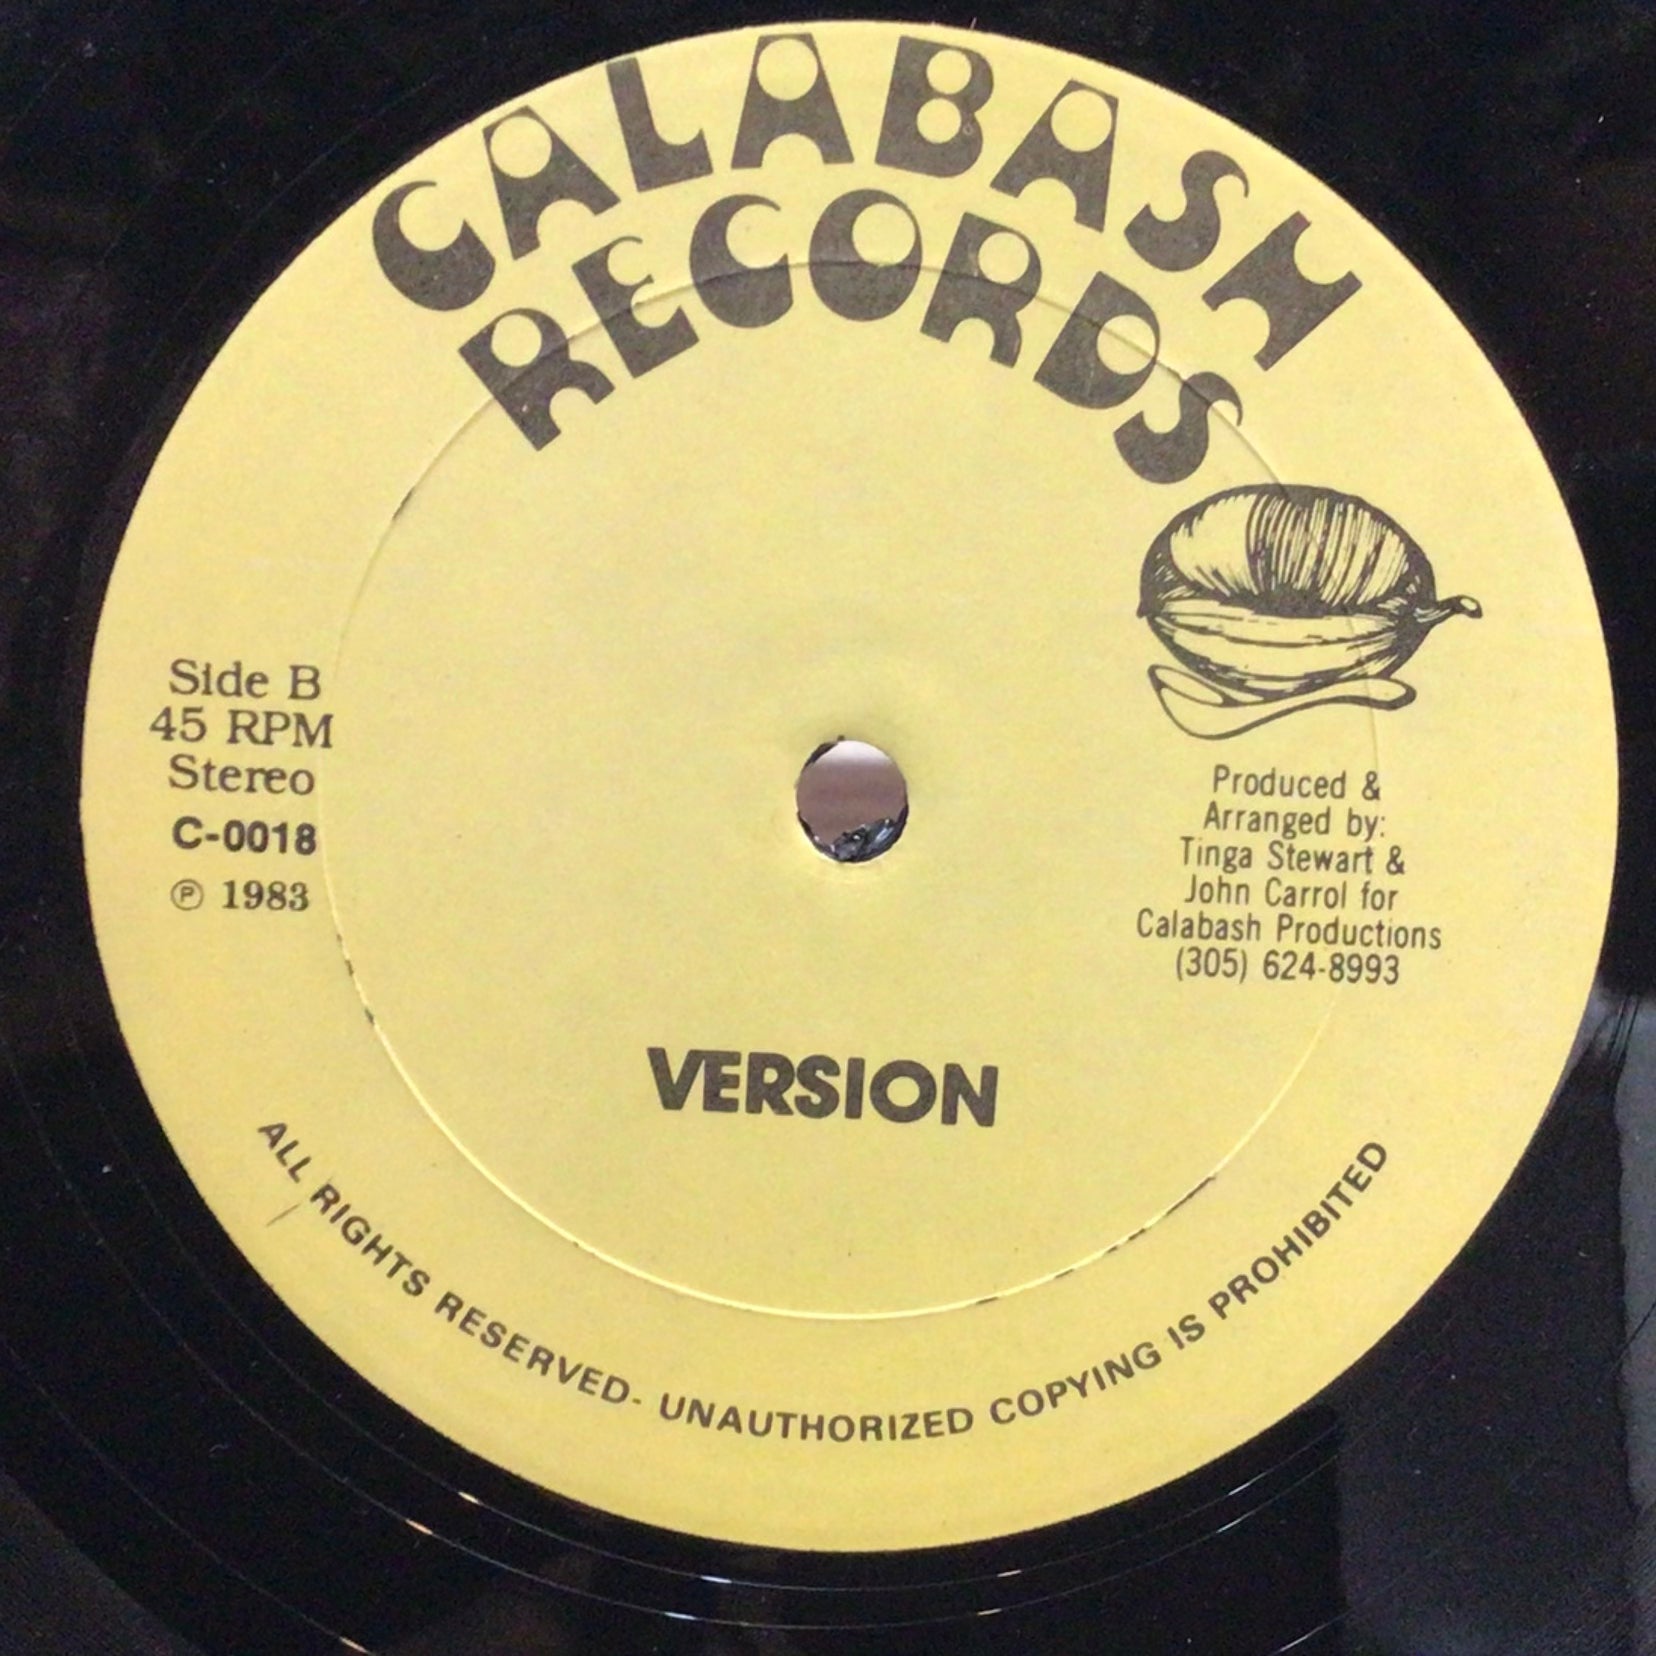 CALABASH
RECORDS
Side B
45 RPM
Stereo
C-0018
℗ 1983
Produced &
Arranged by:
Tinga Stewart &
John Carrol for
Calabash Productions
(305) 624-8993
VERSION
ALL RIGHTS RESERVED- UNAUTHORIZED COPYING IS PROHIBITED